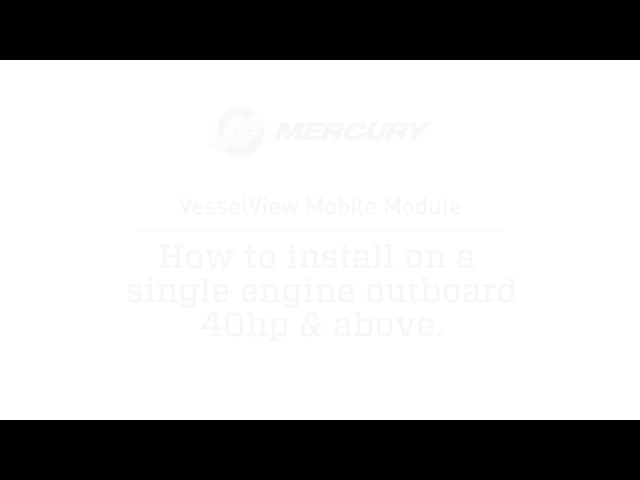 MERCURY
VesselView Mobile Module
How to install on a
single engine outboard
40hp & above.